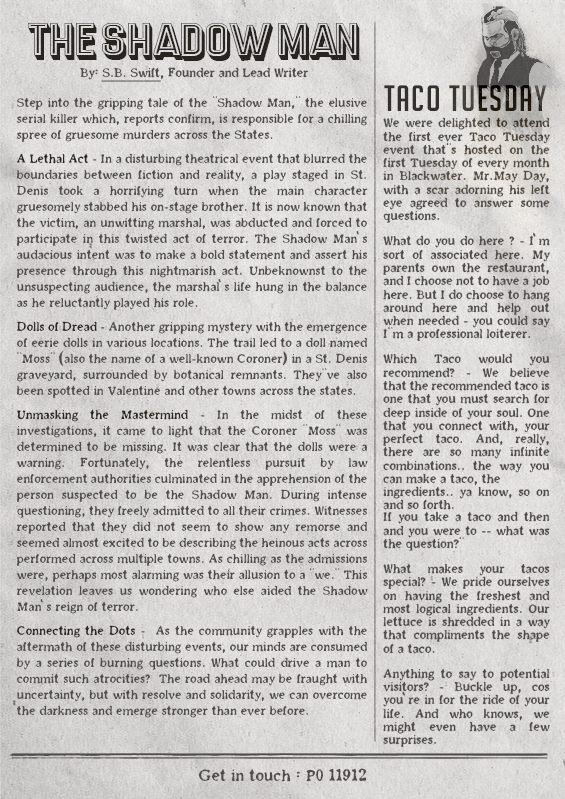 THE SHADOW MAN
By: S.B. Swift, Founder and Lead Writer
Step into the gripping tale of the "Shadow Man," the elusive
serial killer which, reports confirm, is responsible for a chilling
spree of gruesome murders across the States.
A Lethal Act - In a disturbing theatrical event that blurred the
boundaries between fiction and reality, a play staged in St.
Denis took a horrifying turn when the main character
gruesomely stabbed his on-stage brother. It is now known that
the victim, an unwitting marshal, was abducted and forced to
participate in this twisted act of terror. The Shadow Man's
audacious intent was to make a bold statement and assert his
presence through this nightmarish act. Unbeknownst to the
unsuspecting audience, the marshal's life hung in the balance
as he reluctantly played his role.
Dolls of Dread - Another gripping mystery with the emergence
of eerie dolls in various locations. The trail led to a doll named
"Moss" (also the name of a well-known Coroner) in a St. Denis
graveyard, surrounded by botanical remnants. They've also
been spotted in Valentine and other towns across the states.
Unmasking the Mastermind - In the midst of these
investigations, it came to light that the Coroner "Moss" was
determined to be missing. It was clear that the dolls were a
warning. Fortunately, the relentless pursuit by law
enforcement authorities culminated in the apprehension of the
person suspected to be the Shadow Man. During intense
questioning, they freely admitted to all their crimes. Witnesses
reported that they did not seem to show any remorse and
seemed almost excited to be describing the heinous acts across
performed across multiple towns. As chilling as the admissions
were, perhaps most alarming was their allusion to a "we." This
revelation leaves us wondering who else aided the Shadow
Man's reign of terror.
Connecting the Dots - As the community grapples with the
aftermath of these disturbing events, our minds are consumed
by a series of burning questions. What could drive a man to
commit such atrocities? The road ahead may be fraught with
uncertainty, but with resolve and solidarity, we can overcome
the darkness and emerge stronger than ever before.
TACO TUESDAY
We were delighted to attend
the first ever Taco Tuesday
event that's hosted on the
first Tuesday of every month
in Blackwater. Mr.May Day,
with a scar adorning his left
eye agreed to answer some
questions.
What do you do here ? - I'm
sort of associated here. My
parents own the restaurant,
and I choose not to have a job
here. But I do choose to hang
around here and help out
when needed - you could say
I'm a professional loiterer.
Which Taco would you
recommend? - We believe
that the recommended taco is
one that you must search for
deep inside of your soul. One
that you connect with, your
perfect taco. And, really,
there are so many infinite
combinations.. the way you
can make a taco, the
ingredients.. ya know, so on
and so forth.
If you take a taco and then
and you were to -- what was
the question?"
What makes your tacos
special? - We pride ourselves
on having the freshest and
most logical ingredients. Our
lettuce is shredded in a way
that compliments the shape
of a taco.
Anything to say to potential
visitors? - Buckle up, cos
you're in for the ride of your
life. And who knows, we
might even have a few
surprises.
Get in touch : PO 11912